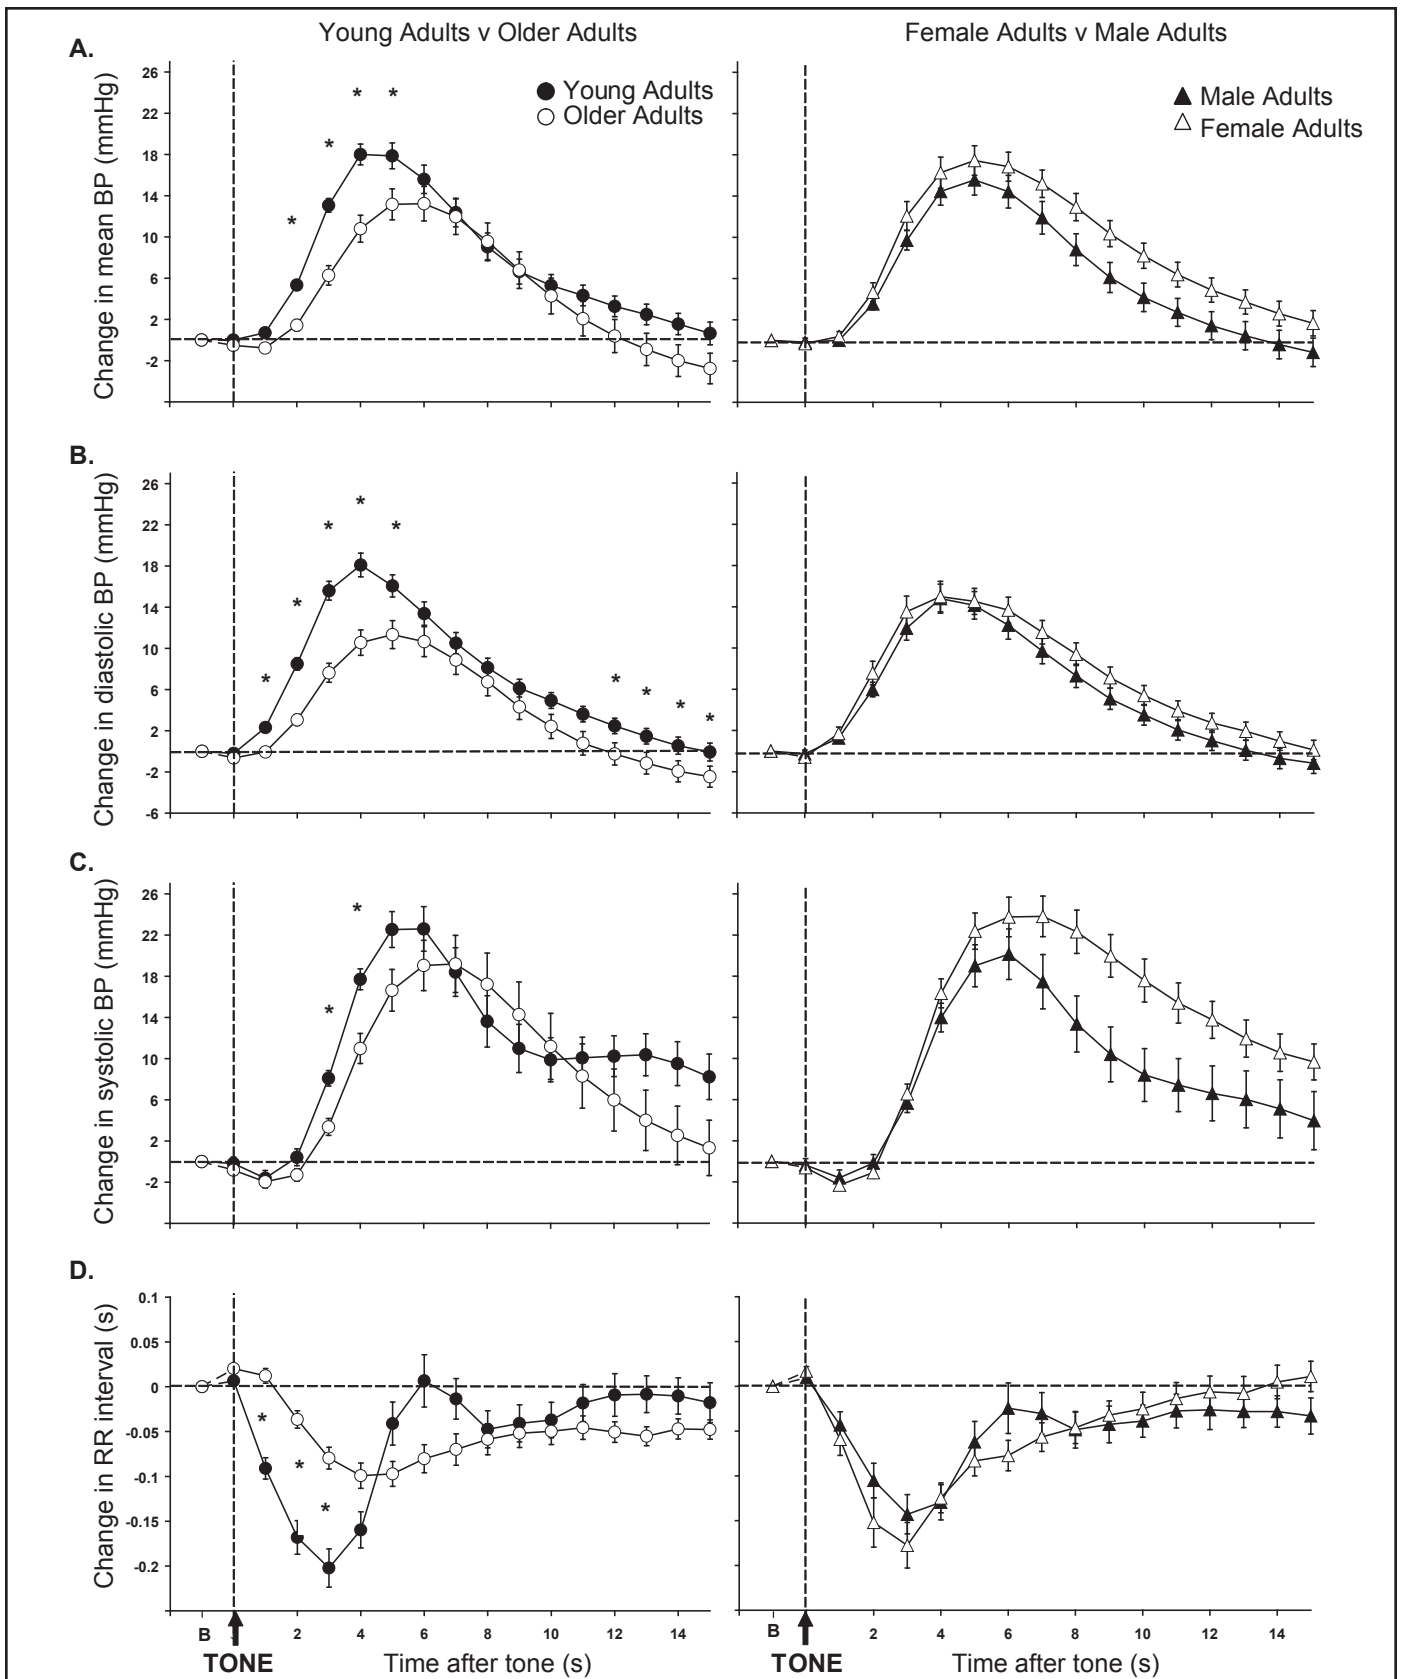 Young Adults v Older Adults
Female Adults v Male Adults
A.
Change in mean BP (mmHg)
26
22
18
14
10
6
2
-2
* * * *
Young Adults
Older Adults
Male Adults
Female Adults
B.
Change in diastolic BP (mmHg)
26
22
18
14
10
6
2
-2
-6
* * * * * * * * *
C.
Change in systolic BP (mmHg)
26
22
18
14
10
6
2
-2
* *
D.
Change in RR interval (s)
0.1
0.05
0
-0.05
-0.1
-0.15
-0.2
* * *
B 2 4 6 8 10 12 14
TONE Time after tone (s)
B 2 4 6 8 10 12 14
TONE Time after tone (s)